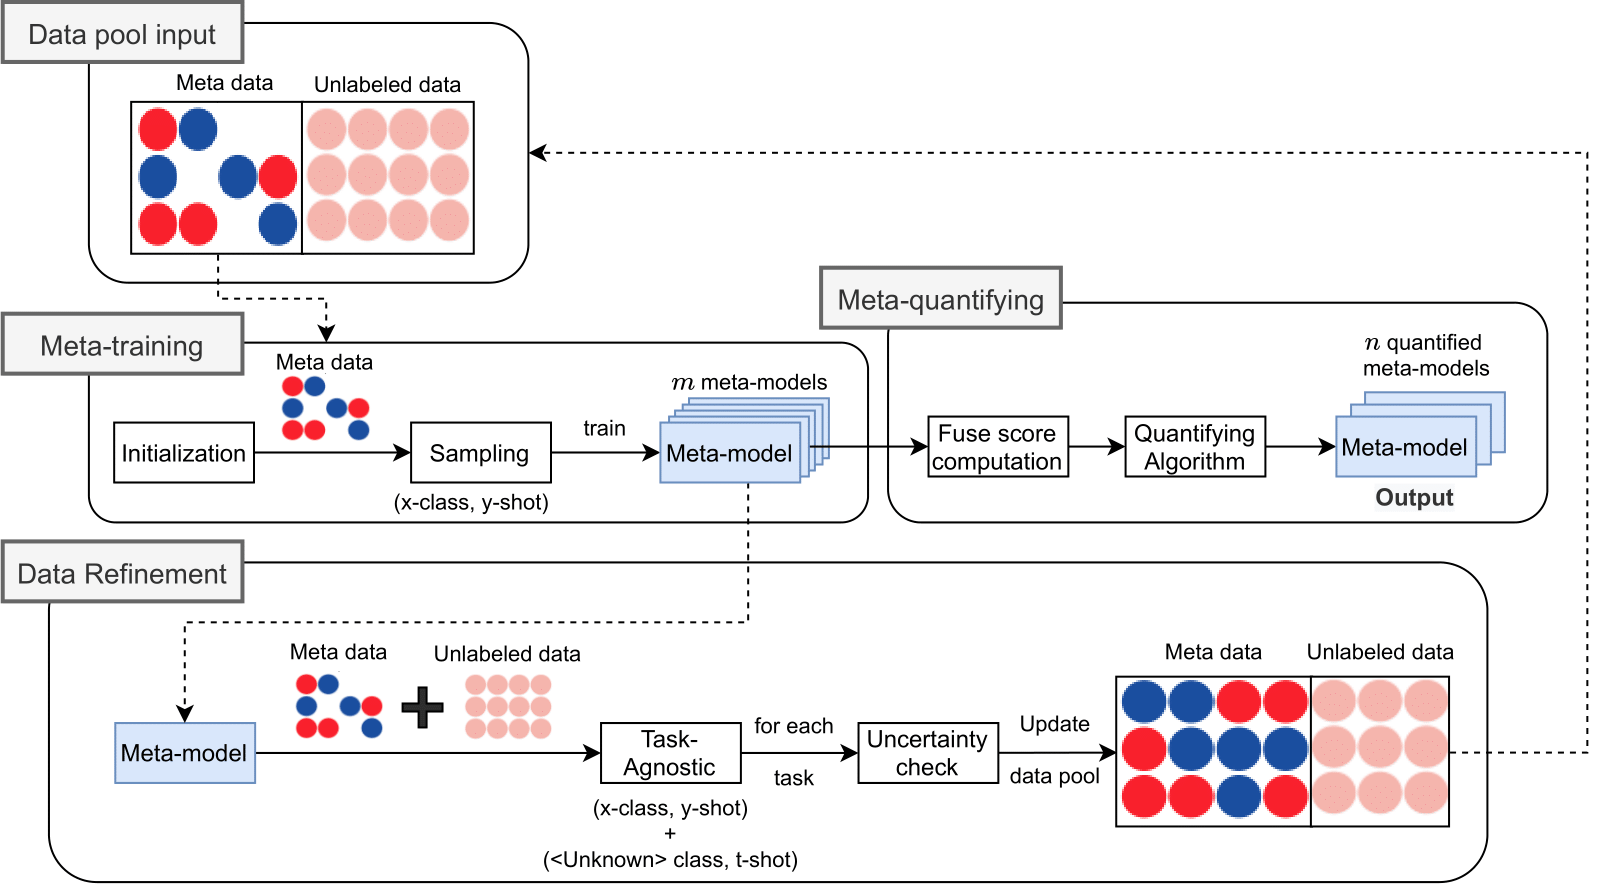 Data pool input
Meta data
Unlabeled data
Meta-training
Meta data
Initialization
Sampling
(x-class, y-shot)
train
m meta-models
Meta-model
Meta-quantifying
Fuse score
computation
Quantifying
Algorithm
n quantified
meta-models
Meta-model
Output
Data Refinement
Meta-model
Meta data
Unlabeled data
Task-
Agnostic
(x-class, y-shot)
+
(<Unknown> class, t-shot)
for each
task
Uncertainty
check
Update
data pool
Meta data
Unlabeled data